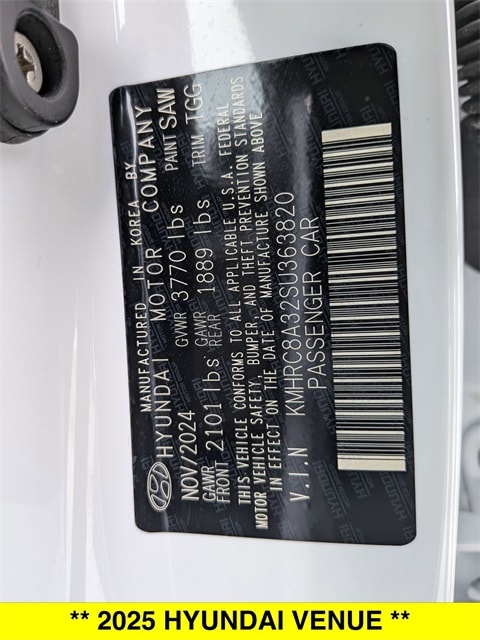 MANUFACTURED IN KOREA BY
HYUNDAI MOTOR COMPANY
NOV/2024 GVWR 3770 lbs PAINT SAW
GAWR FRONT 2101 lbs GAWR REAR 1889 lbs TRIM TGG
THIS VEHICLE CONFORMS TO ALL APPLICABLE U.S.A. FEDERAL
MOTOR VEHICLE SAFETY, BUMPER, AND THEFT PREVENTION STANDARDS
IN EFFECT ON THE DATE OF MANUFACTURE SHOWN ABOVE
V.I.N KMHRC8A32SU363820
PASSENGER CAR
** 2025 HYUNDAI VENUE **